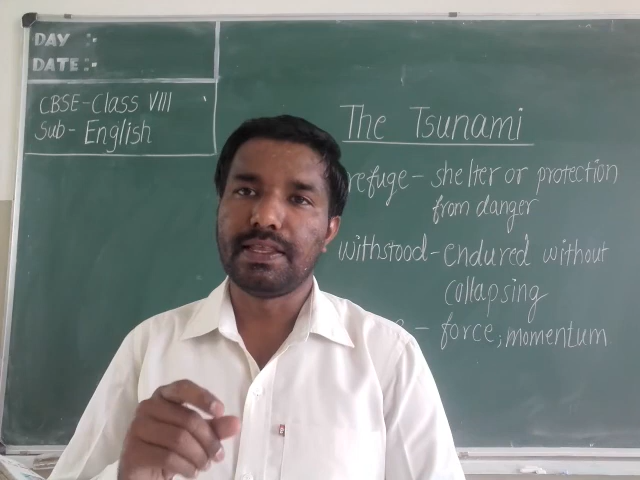 DAY :-
DATE :-
CBSE-Class VIII
Sub- English
The Tsunami
refuge - shelter or protection
from danger
withstood - endured without
collapsing
- force; momentum